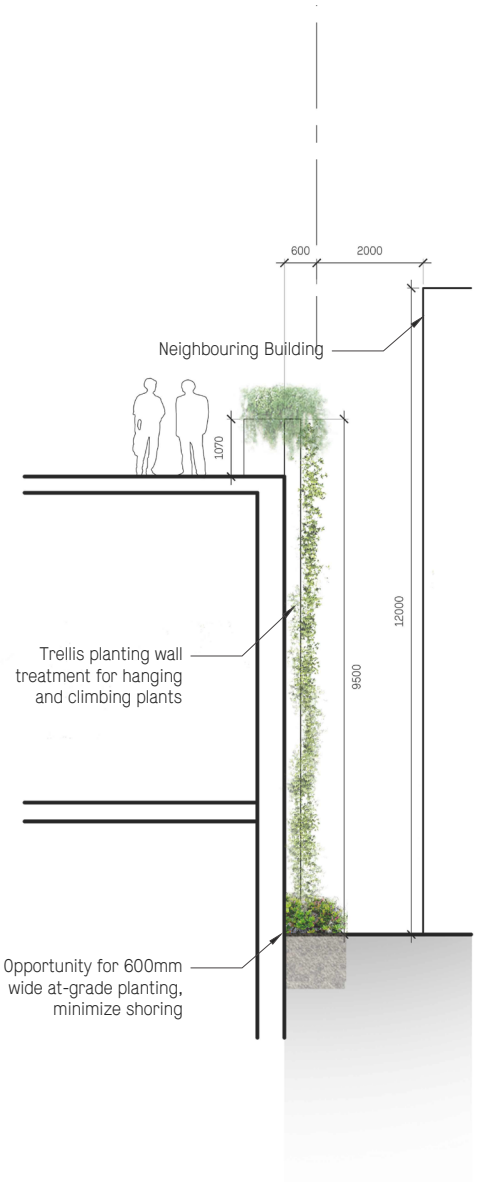 600
2000
Neighbouring Building
1070
12000
Trellis planting wall
treatment for hanging
and climbing plants
9500
Opportunity for 600mm
wide at-grade planting,
minimize shoring